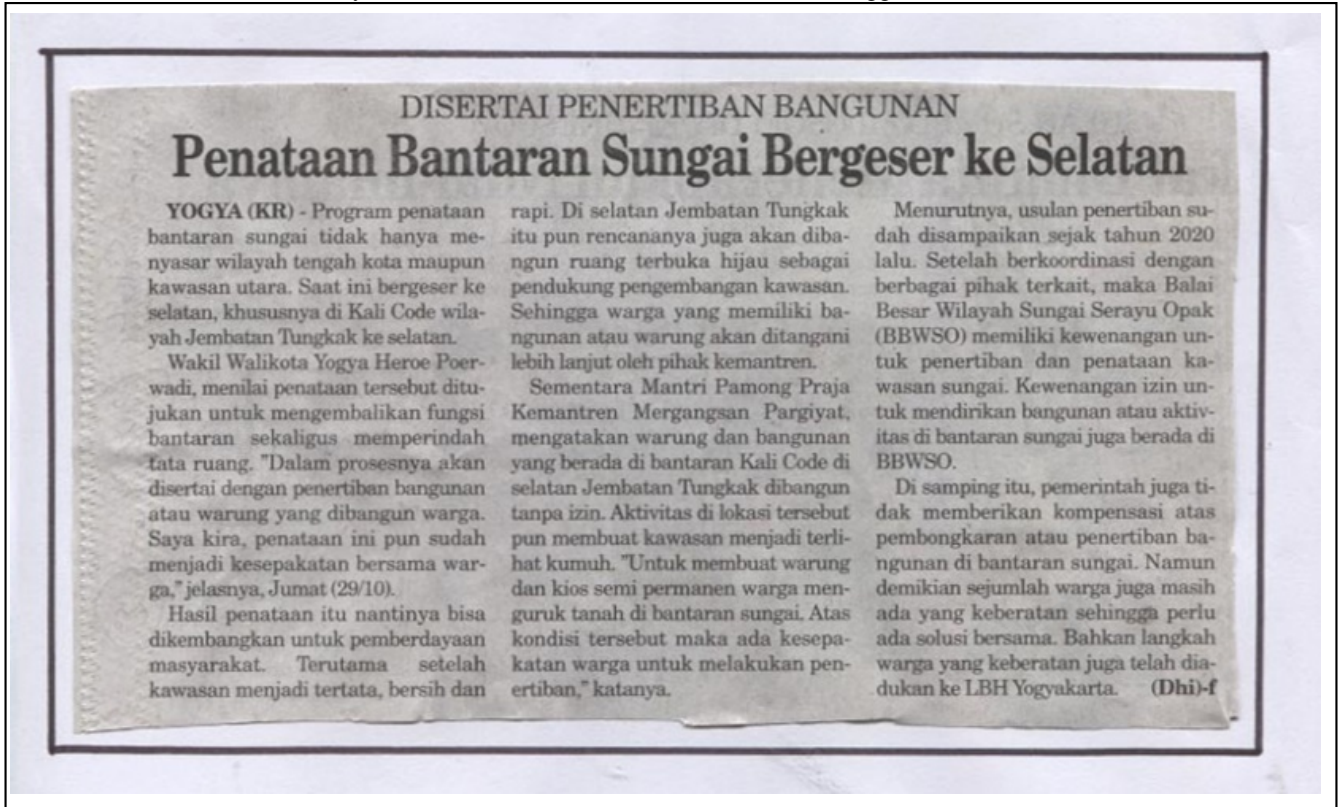 DISERTAI PENERTIBAN BANGUNAN
Penataan Bantaran Sungai Bergeser ke Selatan
YOGYA (KR) - Program penataan
bantaran sungai tidak hanya me-
nyasar wilayah tengah kota maupun
kawasan utara. Saat ini bergeser ke
selatan, khususnya di Kali Code wila-
yah Jembatan Tungkak ke selatan.
Wakil Walikota Yogya Heroe Poer-
wadi, menilai penataan tersebut ditu-
jukan untuk mengembalikan fungsi
bantaran sekaligus memperindah
tata ruang. "Dalam prosesnya akan
disertai dengan penertiban bangunan
atau warung yang dibangun warga.
Saya kira, penataan ini pun sudah
menjadi kesepakatan bersama war-
ga," jelasnya, Jumat (29/10).
Hasil penataan itu nantinya bisa
dikembangkan untuk pemberdayaan
masyarakat. Terutama setelah
kawasan menjadi tertata, bersih dan
rapi. Di selatan Jembatan Tungkak
itu pun rencananya juga akan diba-
ngun ruang terbuka hijau sebagai
pendukung pengembangan kawasan.
Sehingga warga yang memiliki ba-
ngunan atau warung akan ditangani
lebih lanjut oleh pihak kemantren.
Sementara Mantri Pamong Praja
Kemantren Mergangsan Pargiyat,
mengatakan warung dan bangunan
yang berada di bantaran Kali Code di
selatan Jembatan Tungkak dibangun
tanpa izin. Aktivitas di lokasi tersebut
pun membuat kawasan menjadi terli-
hat kumuh. "Untuk membuat warung
dan kios semi permanen warga men-
guruk tanah di bantaran sungai. Atas
kondisi tersebut maka ada kesepa-
katan warga untuk melakukan pen-
ertiban," katanya.
Menurutnya, usulan penertiban su-
dah disampaikan sejak tahun 2020
lalu. Setelah berkoordinasi dengan
berbagai pihak terkait, maka Balai
Besar Wilayah Sungai Serayu Opak
(BBWSO) memiliki kewenangan un-
tuk penertiban dan penataan ka-
wasan sungai. Kewenangan izin un-
tuk mendirikan bangunan atau aktiv-
itas di bantaran sungai juga berada di
BBWSO.
Di samping itu, pemerintah juga ti-
dak memberikan kompensasi atas
pembongkaran atau penertiban ba-
ngunan di bantaran sungai. Namun
demikian sejumlah warga juga masih
ada yang keberatan sehingga perlu
ada solusi bersama. Bahkan langkah
warga yang keberatan juga telah dia-
dukan ke LBH Yogyakarta. (Dhi)-f